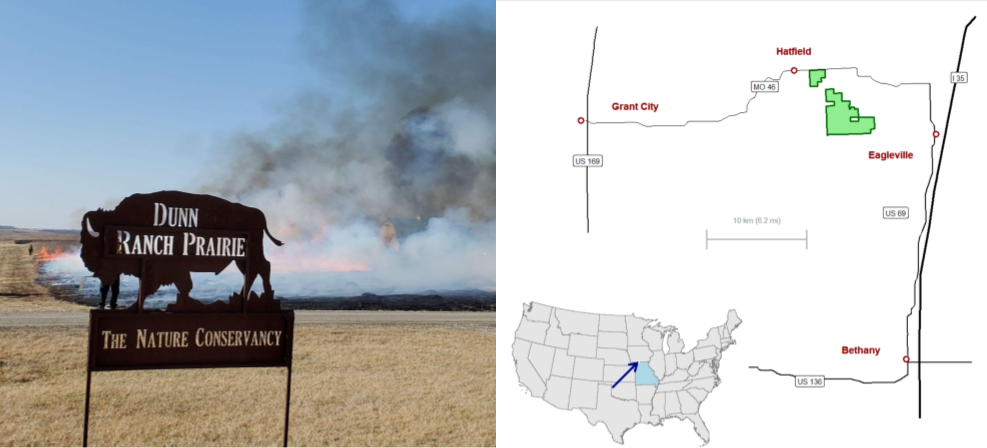 DUNN
RANCH PRAIRIE
THE NATURE CONSERVANCY
Hatfield
I 35
MO 46
Grant City
Eagleville
US 169
US 69
10 km (6.2 mi)
Bethany
US 136